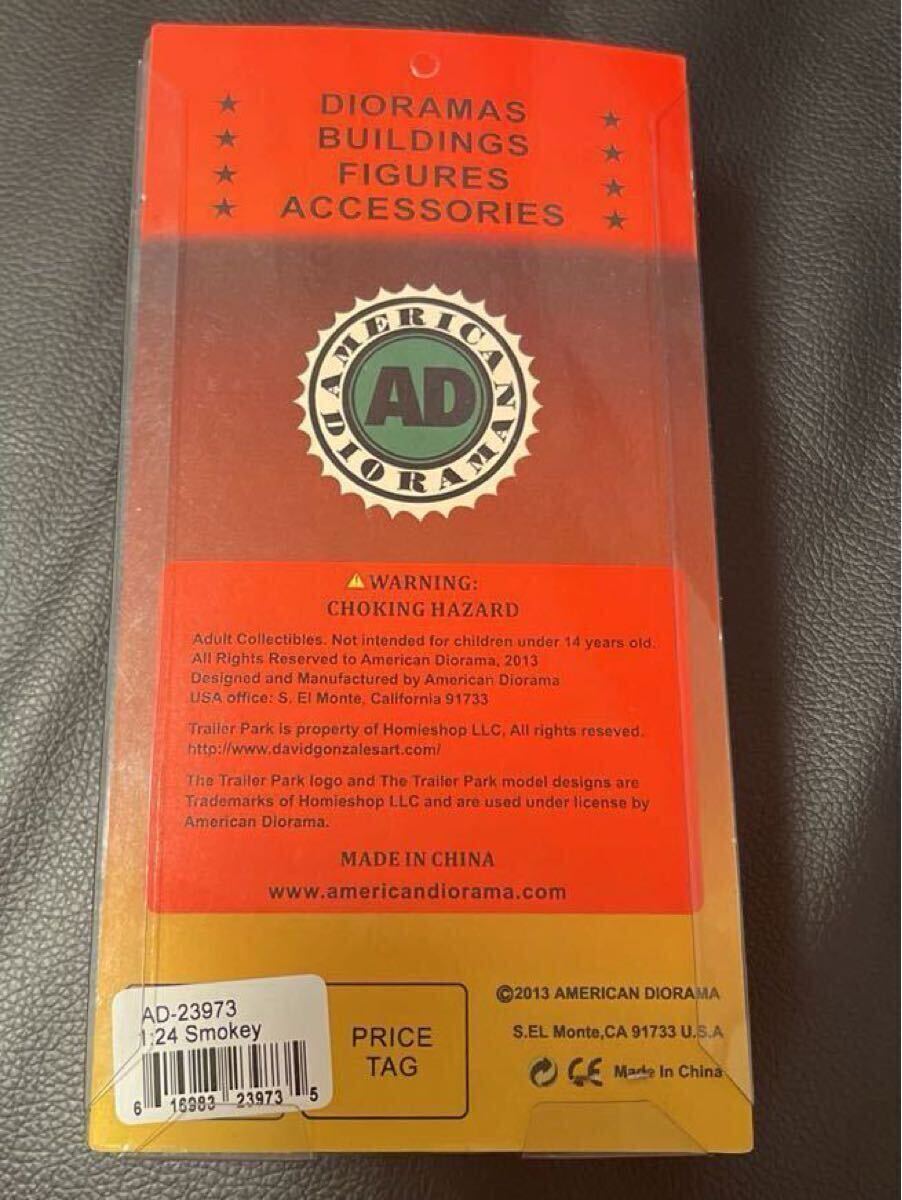 DIORAMAS
BUILDINGS
FIGURES
ACCESSORIES
AMERICAN DIORAMA
AD
WARNING:
CHOKING HAZARD
Adult Collectibles. Not intended for children under 14 years old.
All Rights Reserved to American Diorama, 2013
Designed and Manufactured by American Diorama
USA office: S. El Monte, California 91733
Trailer Park is property of Homieshop LLC, All rights reseved.
http://www.davidgonzalesart.com/
The Trailer Park logo and The Trailer Park model designs are
Trademarks of Homieshop LLC and are used under license by
American Diorama.
MADE IN CHINA
www.americandiorama.com
AD-23973
1:24 Smokey
6 16983 23973 5
PRICE
TAG
©2013 AMERICAN DIORAMA
S.EL Monte,CA 91733 U.S.A
CE Made In China